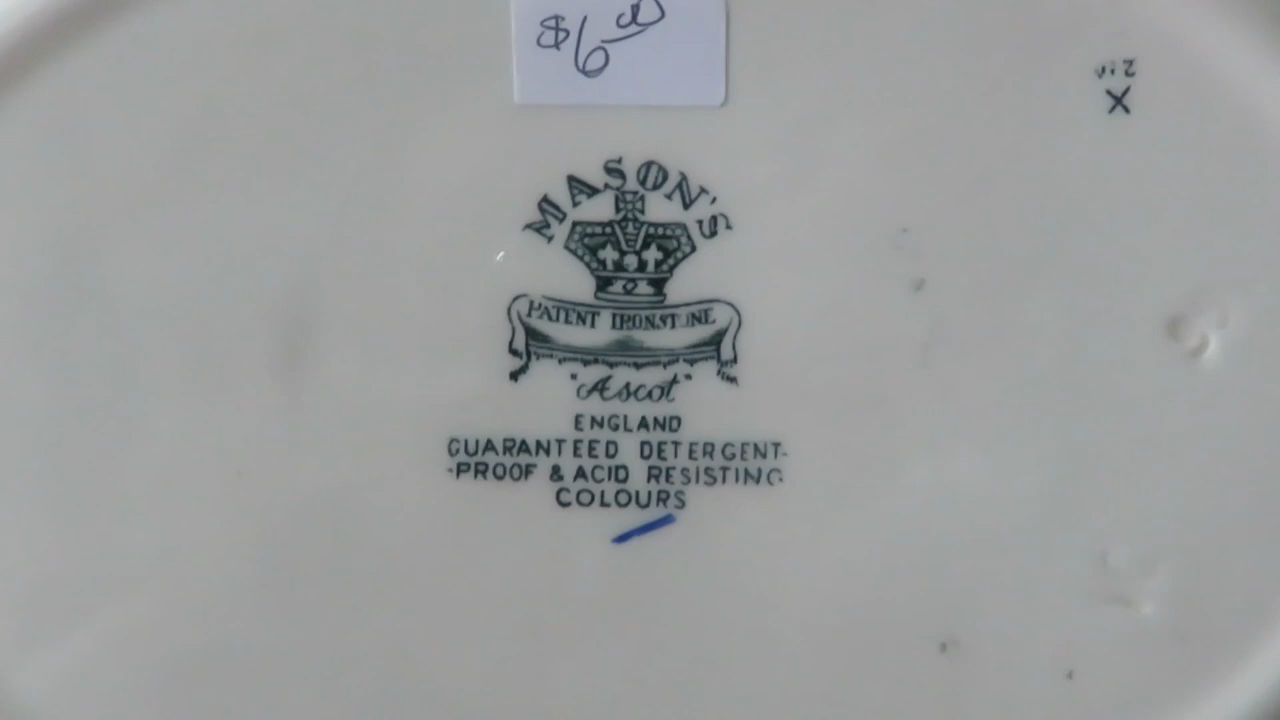 $6.00
X
MASON'S
PATENT IRONSTONE
"Ascot"
ENGLAND
GUARANTEED DETERGENT-
-PROOF & ACID RESISTING
COLOURS